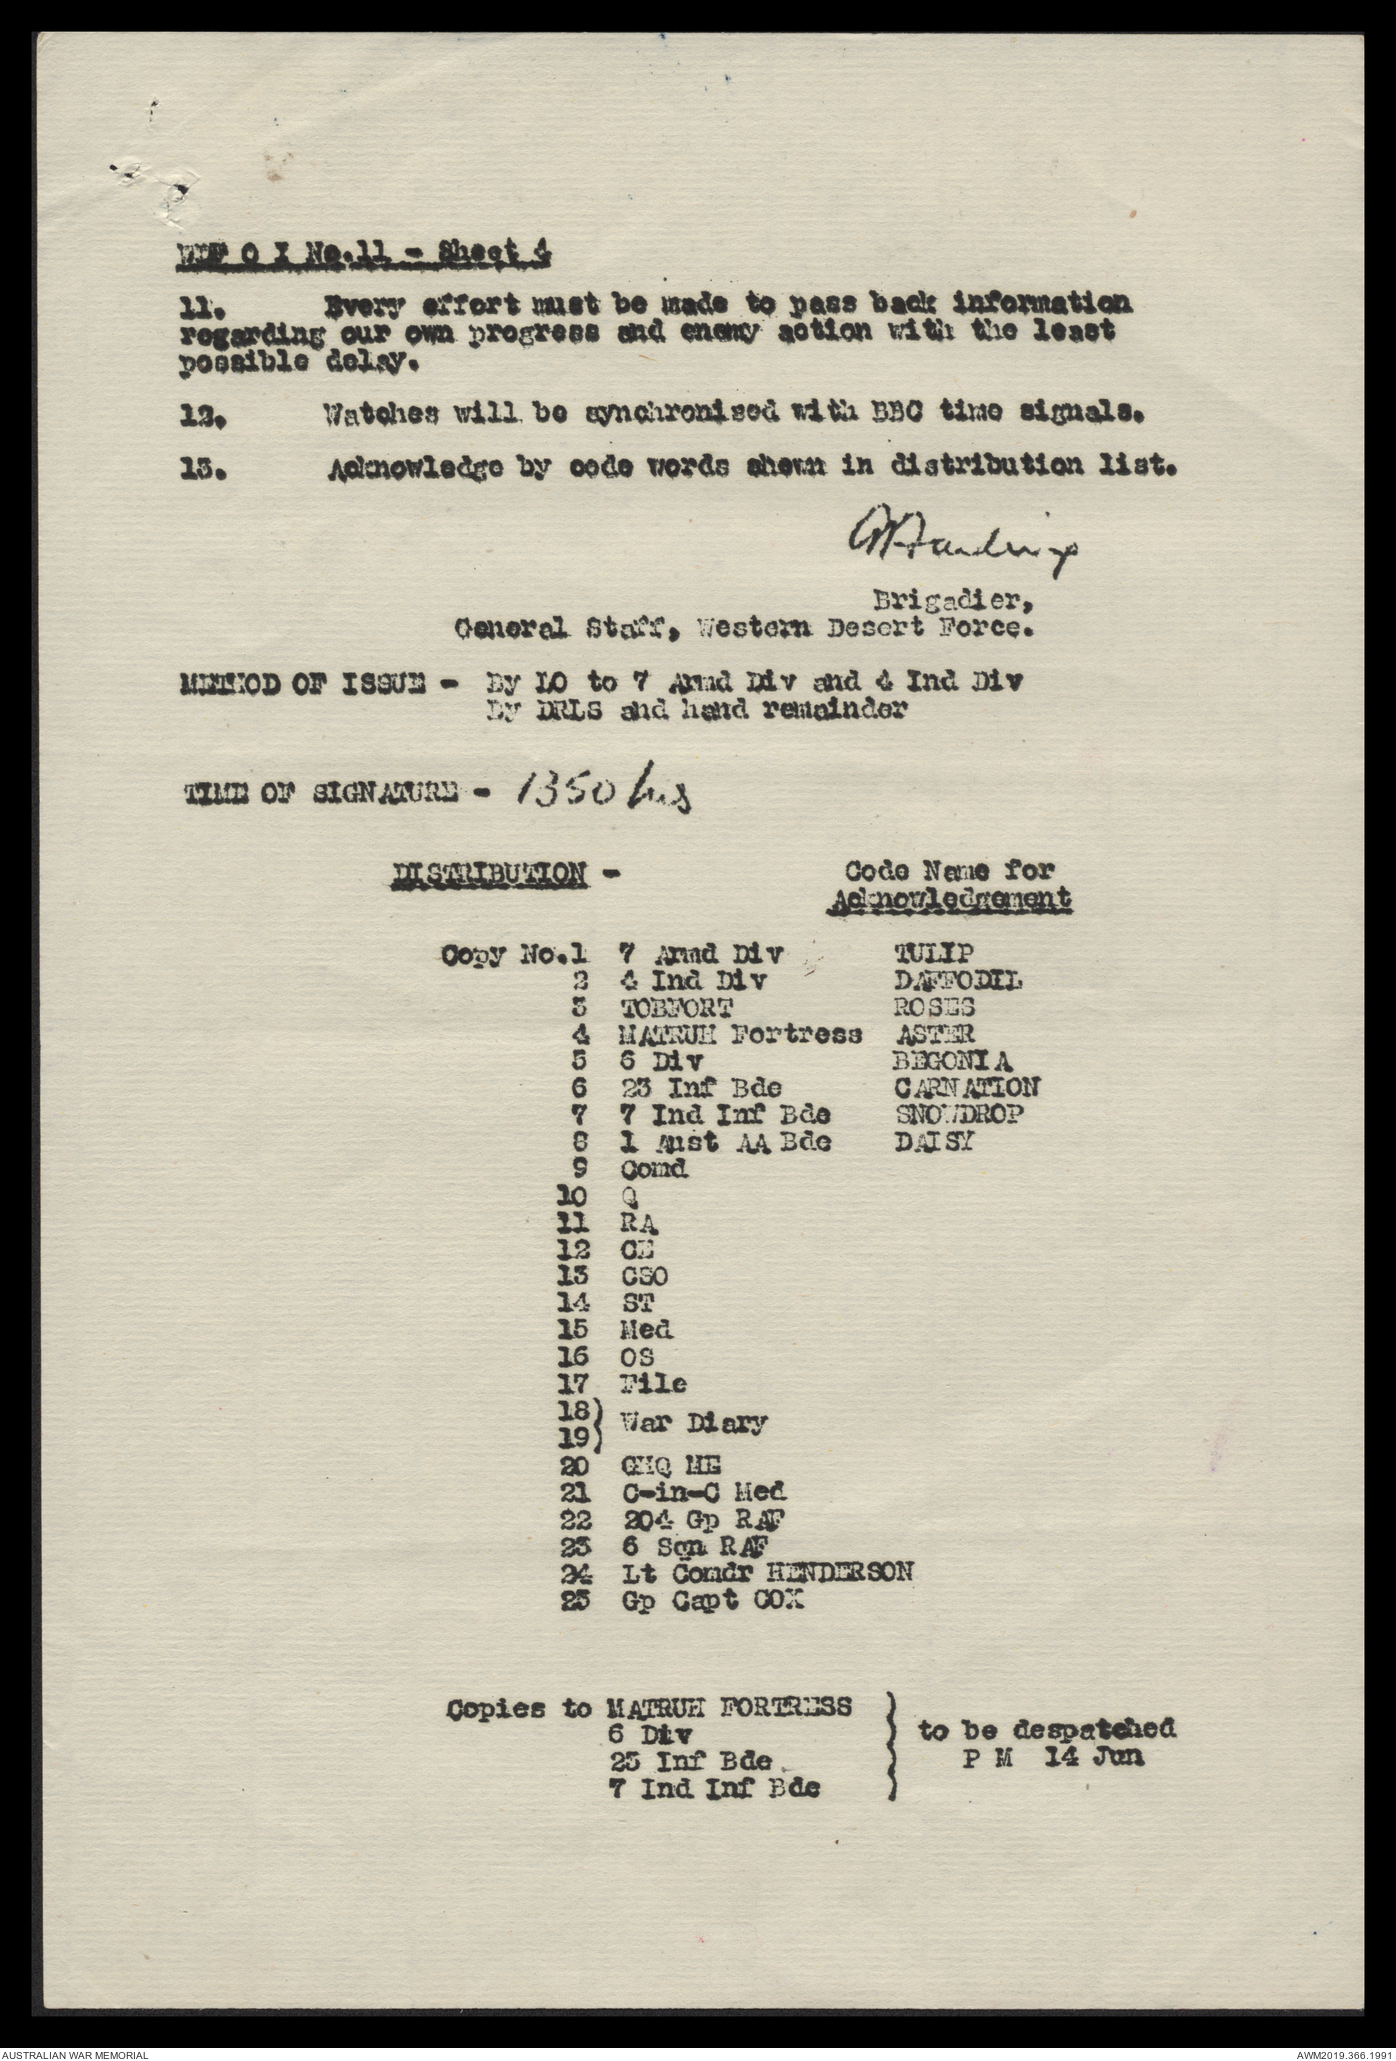 WDF O I No.11 - Sheet 4
11. Every effort must be made to pass back information
regarding our own progress and enemy action with the least
possible delay.
12. Watches will be synchronised with BBC time signals.
13. Acknowledge by code words shewn in distribution list.
Harding
Brigadier,
General Staff, Western Desert Force.
METHOD OF ISSUE - By LO to 7 Armd Div and 4 Ind Div
By DRLS and hand remainder
TIME OF SIGNATURE - 1350 hrs
DISTRIBUTION - Code Name for
Acknowledgement
Copy No.1 7 Armd Div TULIP
2 4 Ind Div DAFFODIL
3 TOBFORT ROSES
4 MATRUH Fortress ASTER
5 6 Div BEGONIA
6 23 Inf Bde CARNATION
7 7 Ind Inf Bde SNOWDROP
8 1 Aust AA Bde DAISY
9 Comd
10 Q
11 RA
12 CE
13 CSO
14 ST
15 Med
16 OS
17 File
18)
19) War Diary
20 GHQ ME
21 C-in-C Med
22 204 Gp RAF
23 6 Sqn RAF
24 Lt Comdr HENDERSON
25 Gp Capt COX
Copies to MATRUH FORTRESS
6 Div
23 Inf Bde
7 Ind Inf Bde
} to be despatched
P M 14 Jun
AUSTRALIAN WAR MEMORIAL AWM2019.366.1991